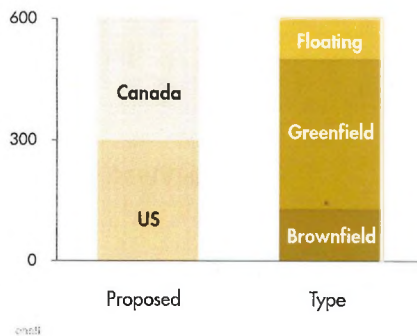 600
Floating
Canada
Greenfield
300
US
Brownfield
0
Proposed
Type